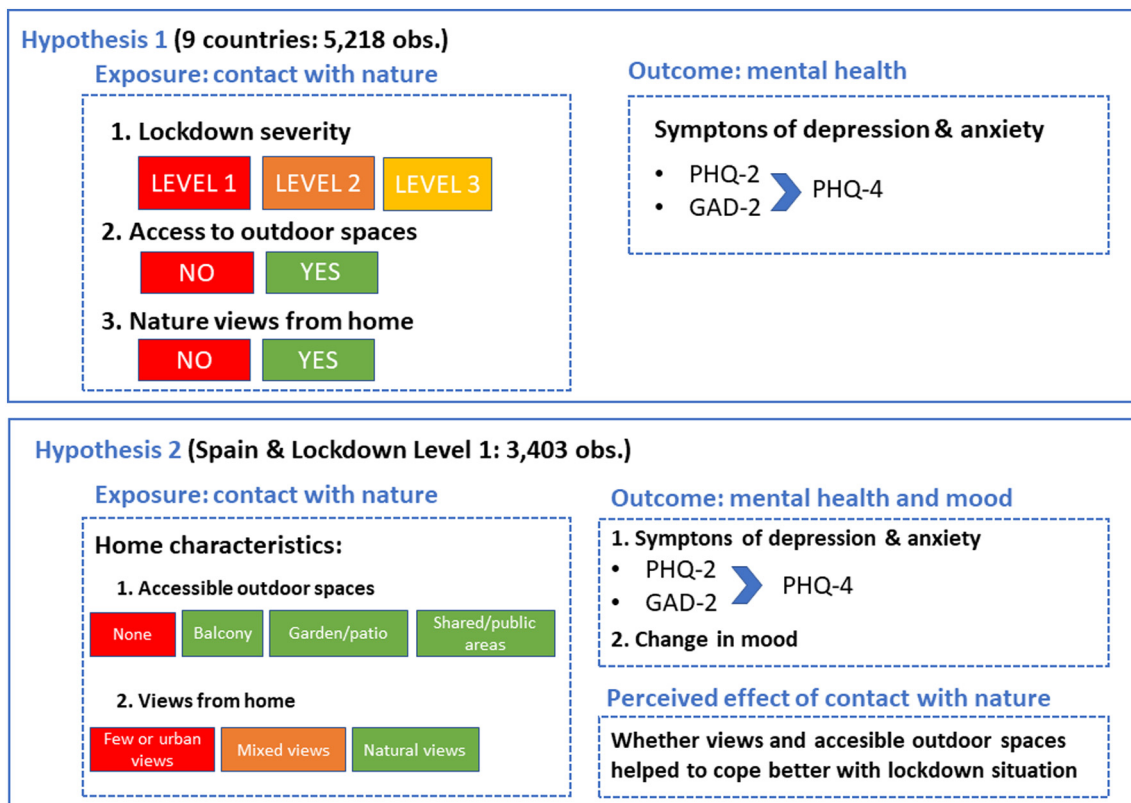 Hypothesis 1 (9 countries: 5,218 obs.)
Exposure: contact with nature
1. Lockdown severity
LEVEL 1
LEVEL 2
LEVEL 3
2. Access to outdoor spaces
NO
YES
3. Nature views from home
NO
YES
Outcome: mental health
Symptons of depression & anxiety
• PHQ-2
• GAD-2
PHQ-4
Hypothesis 2 (Spain & Lockdown Level 1: 3,403 obs.)
Exposure: contact with nature
Home characteristics:
1. Accessible outdoor spaces
None
Balcony
Garden/patio
Shared/public
areas
2. Views from home
Few or urban
views
Mixed views
Natural views
Outcome: mental health and mood
1. Symptons of depression & anxiety
• PHQ-2
• GAD-2
PHQ-4
2. Change in mood
Perceived effect of contact with nature
Whether views and accesible outdoor spaces
helped to cope better with lockdown situation